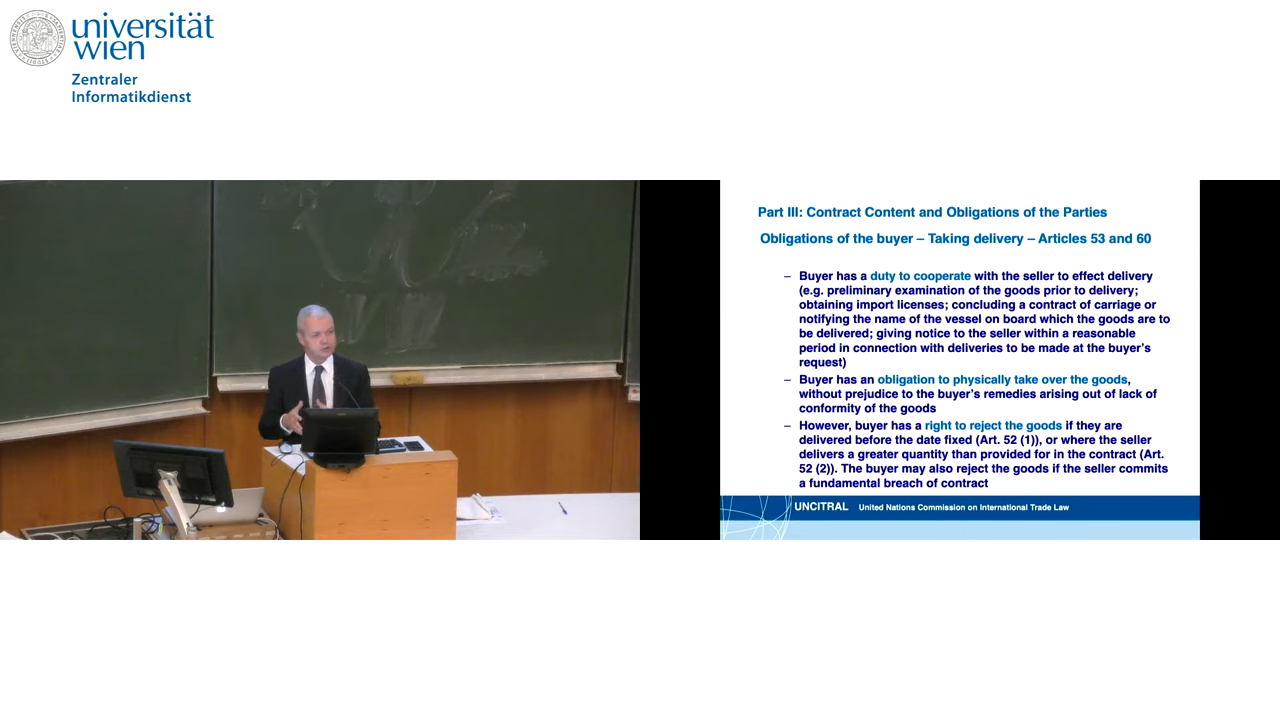 universität
wien
Zentraler
Informatikdienst
Part III: Contract Content and Obligations of the Parties
Obligations of the buyer – Taking delivery – Articles 53 and 60
– Buyer has a duty to cooperate with the seller to effect delivery
(e.g. preliminary examination of the goods prior to delivery;
obtaining import licenses; concluding a contract of carriage or
notifying the name of the vessel on board which the goods are to
be delivered; giving notice to the seller within a reasonable
period in connection with deliveries to be made at the buyer's
request)
– Buyer has an obligation to physically take over the goods,
without prejudice to the buyer's remedies arising out of lack of
conformity of the goods
– However, buyer has a right to reject the goods if they are
delivered before the date fixed (Art. 52 (1)), or where the seller
delivers a greater quantity than provided for in the contract (Art.
52 (2)). The buyer may also reject the goods if the seller commits
a fundamental breach of contract
UNCITRAL United Nations Commission on International Trade Law